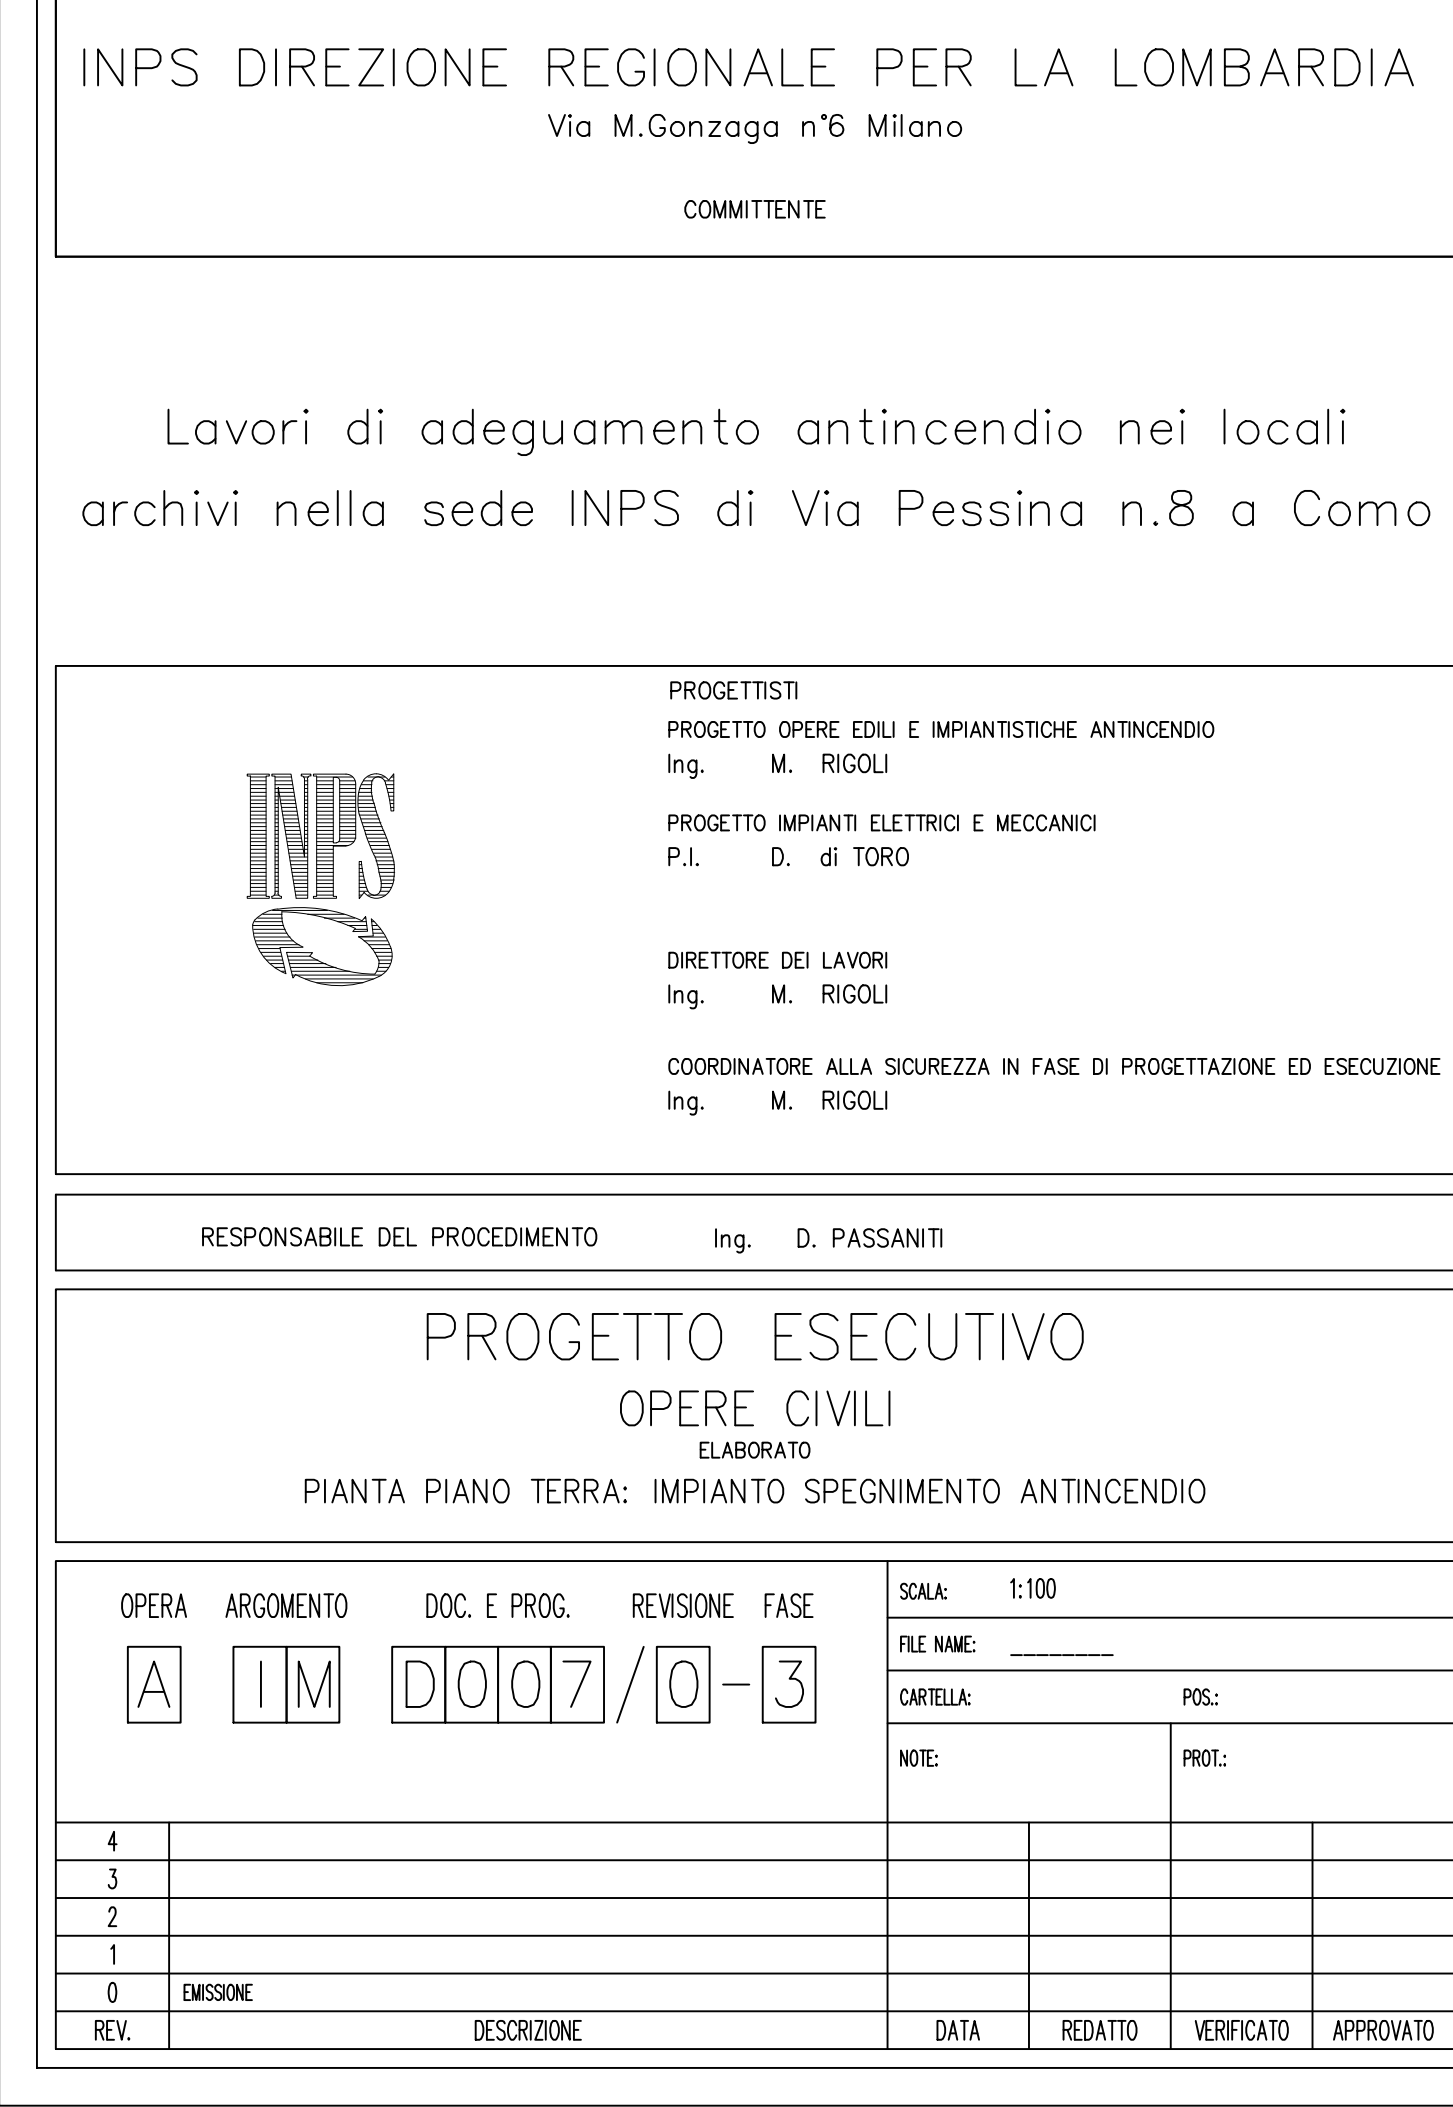 INPS DIREZIONE REGIONALE PER LA LOMBARDIA
Via M.Gonzaga n°6 Milano
COMMITTENTE
Lavori di adeguamento antincendio nei locali
archivi nella sede INPS di Via Pessina n.8 a Como
INPS
PROGETTISTI
PROGETTO OPERE EDILI E IMPIANTISTICHE ANTINCENDIO
Ing. M. RIGOLI
PROGETTO IMPIANTI ELETTRICI E MECCANICI
P.I. D. di TORO
DIRETTORE DEI LAVORI
Ing. M. RIGOLI
COORDINATORE ALLA SICUREZZA IN FASE DI PROGETTAZIONE ED ESECUZIONE
Ing. M. RIGOLI
RESPONSABILE DEL PROCEDIMENTO Ing. D. PASSANITI
PROGETTO ESECUTIVO
OPERE CIVILI
ELABORATO
PIANTA PIANO TERRA: IMPIANTO SPEGNIMENTO ANTINCENDIO
OPERA ARGOMENTO DOC. E PROG. REVISIONE FASE
A IM D007/0-3
SCALA: 1:100
FILE NAME: ________
CARTELLA: POS.:
NOTE: PROT.:
4
3
2
1
0 EMISSIONE
REV. DESCRIZIONE DATA REDATTO VERIFICATO APPROVATO